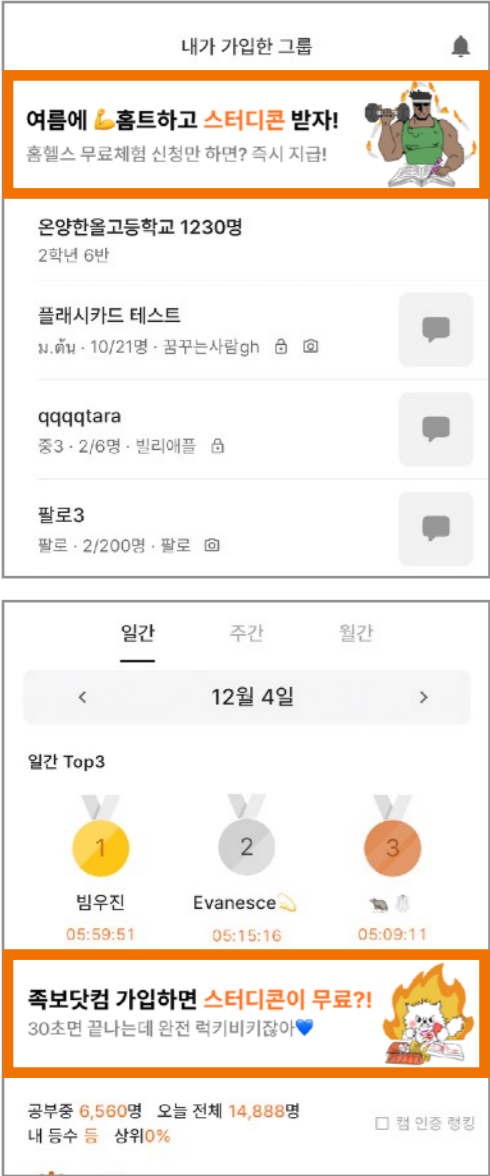 내가 가입한 그룹
여름에 💪홈트하고 스터디콘 받자!
홈헬스 무료체험 신청만 하면? 즉시 지급!
온양한올고등학교 1230명
2학년 6반
플래시카드 테스트
ม.ต้น · 10/21명 · 꿈꾸는사람gh
qqqqtara
중3 · 2/6명 · 빌리애플
팔로3
팔로 · 2/200명 · 팔로
일간 주간 월간
< 12월 4일 >
일간 Top3
1 2 3
빔우진 Evanesce💫 🦡 🥼
05:59:51 05:15:16 05:09:11
족보닷컴 가입하면 스터디콘이 무료?!
30초면 끝나는데 완전 럭키비키잖아💙
공부중 6,560명 오늘 전체 14,888명
내 등수 등 상위0%
캠 인증 랭킹